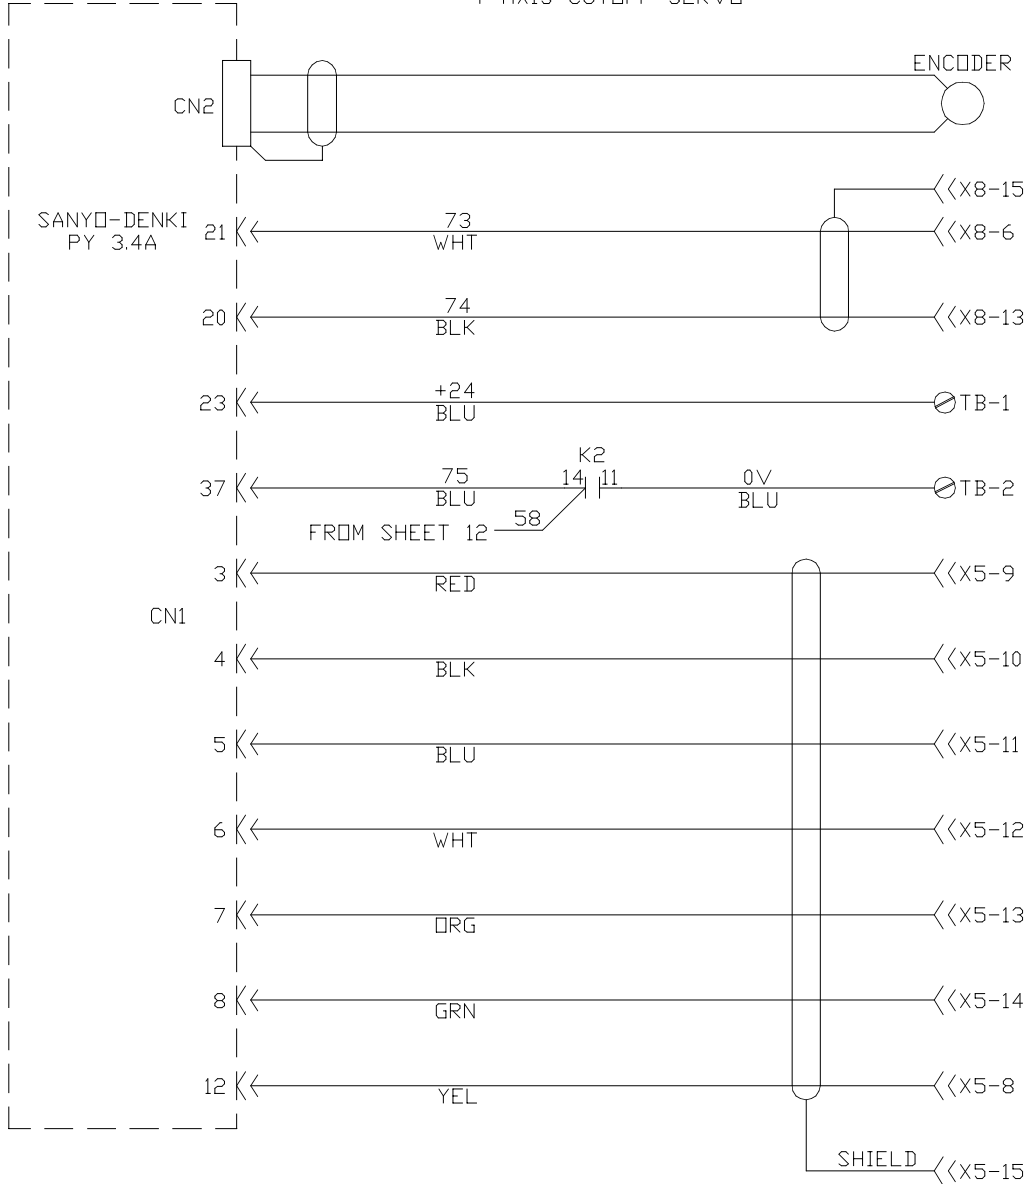 ENCODER
CN2
X8-15
SANYO-DENKI
PY 3.4A
21
73
WHT
X8-6
20
74
BLK
X8-13
23
+24
BLU
TB-1
K2
37
75
BLU
14
11
0V
BLU
TB-2
58
FROM SHEET 12
3
RED
X5-9
CN1
4
BLK
X5-10
5
BLU
X5-11
6
WHT
X5-12
7
ORG
X5-13
8
GRN
X5-14
12
YEL
X5-8
SHIELD
X5-15